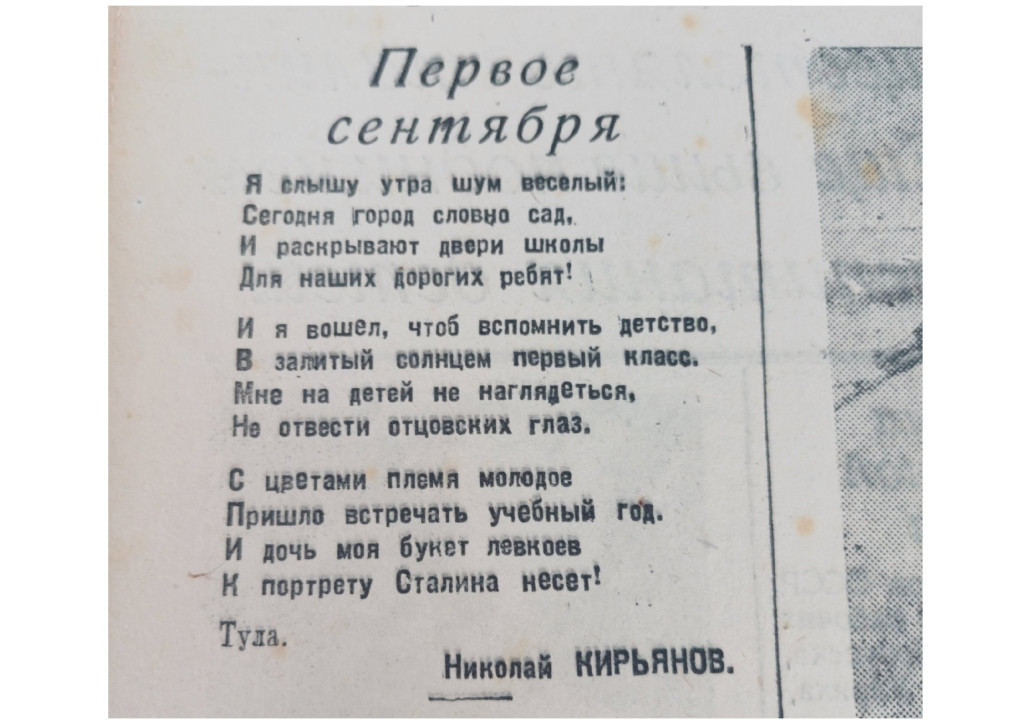 Первое
сентября
Я слышу утра шум веселый:
Сегодня город словно сад,
И раскрывают двери школы
Для наших дорогих ребят!
И я вошел, чтоб вспомнить детство,
В залитый солнцем первый класс.
Мне на детей не наглядеться,
Не отвести отцовских глаз.
С цветами племя молодое
Пришло встречать учебный год.
И дочь моя букет левкоев
К портрету Сталина несет!
Тула.
Николай КИРЬЯНОВ.